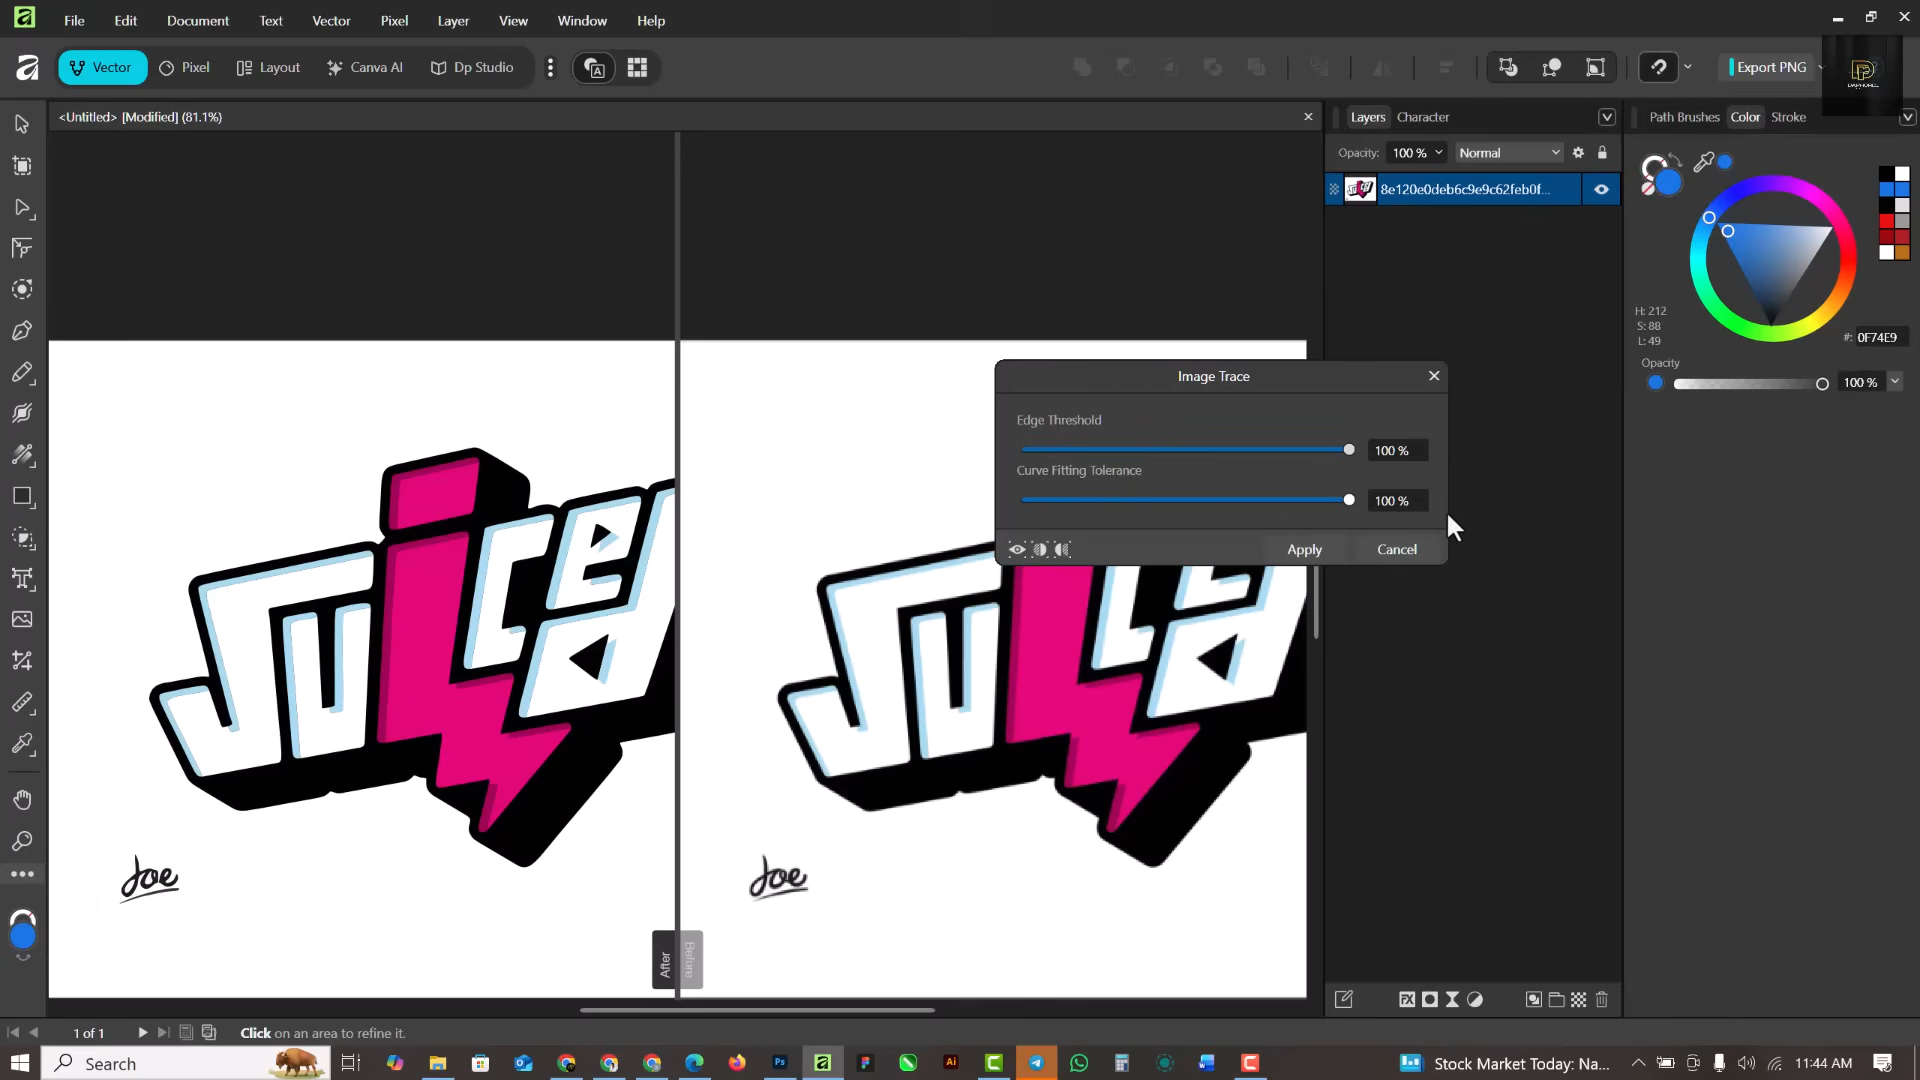 File Edit Document Text Vector Pixel Layer View Window Help
Vector Pixel Layout Canva AI Dp Studio Export PNG
<Untitled> [Modified] (81.1%)
Layers Character
Path Brushes Color Stroke
Opacity: 100 % Normal
8e120e0deb6c9e9c62feb0f...
H: 212
S: 88
L: 49
#: 0F74E9
Opacity
100 %
Image Trace
Edge Threshold
100 %
Curve Fitting Tolerance
100 %
Apply Cancel
Joe
Joe
After
Before
1 of 1 Click on an area to refine it.
Search
Stock Market Today: Na...
11:44 AM